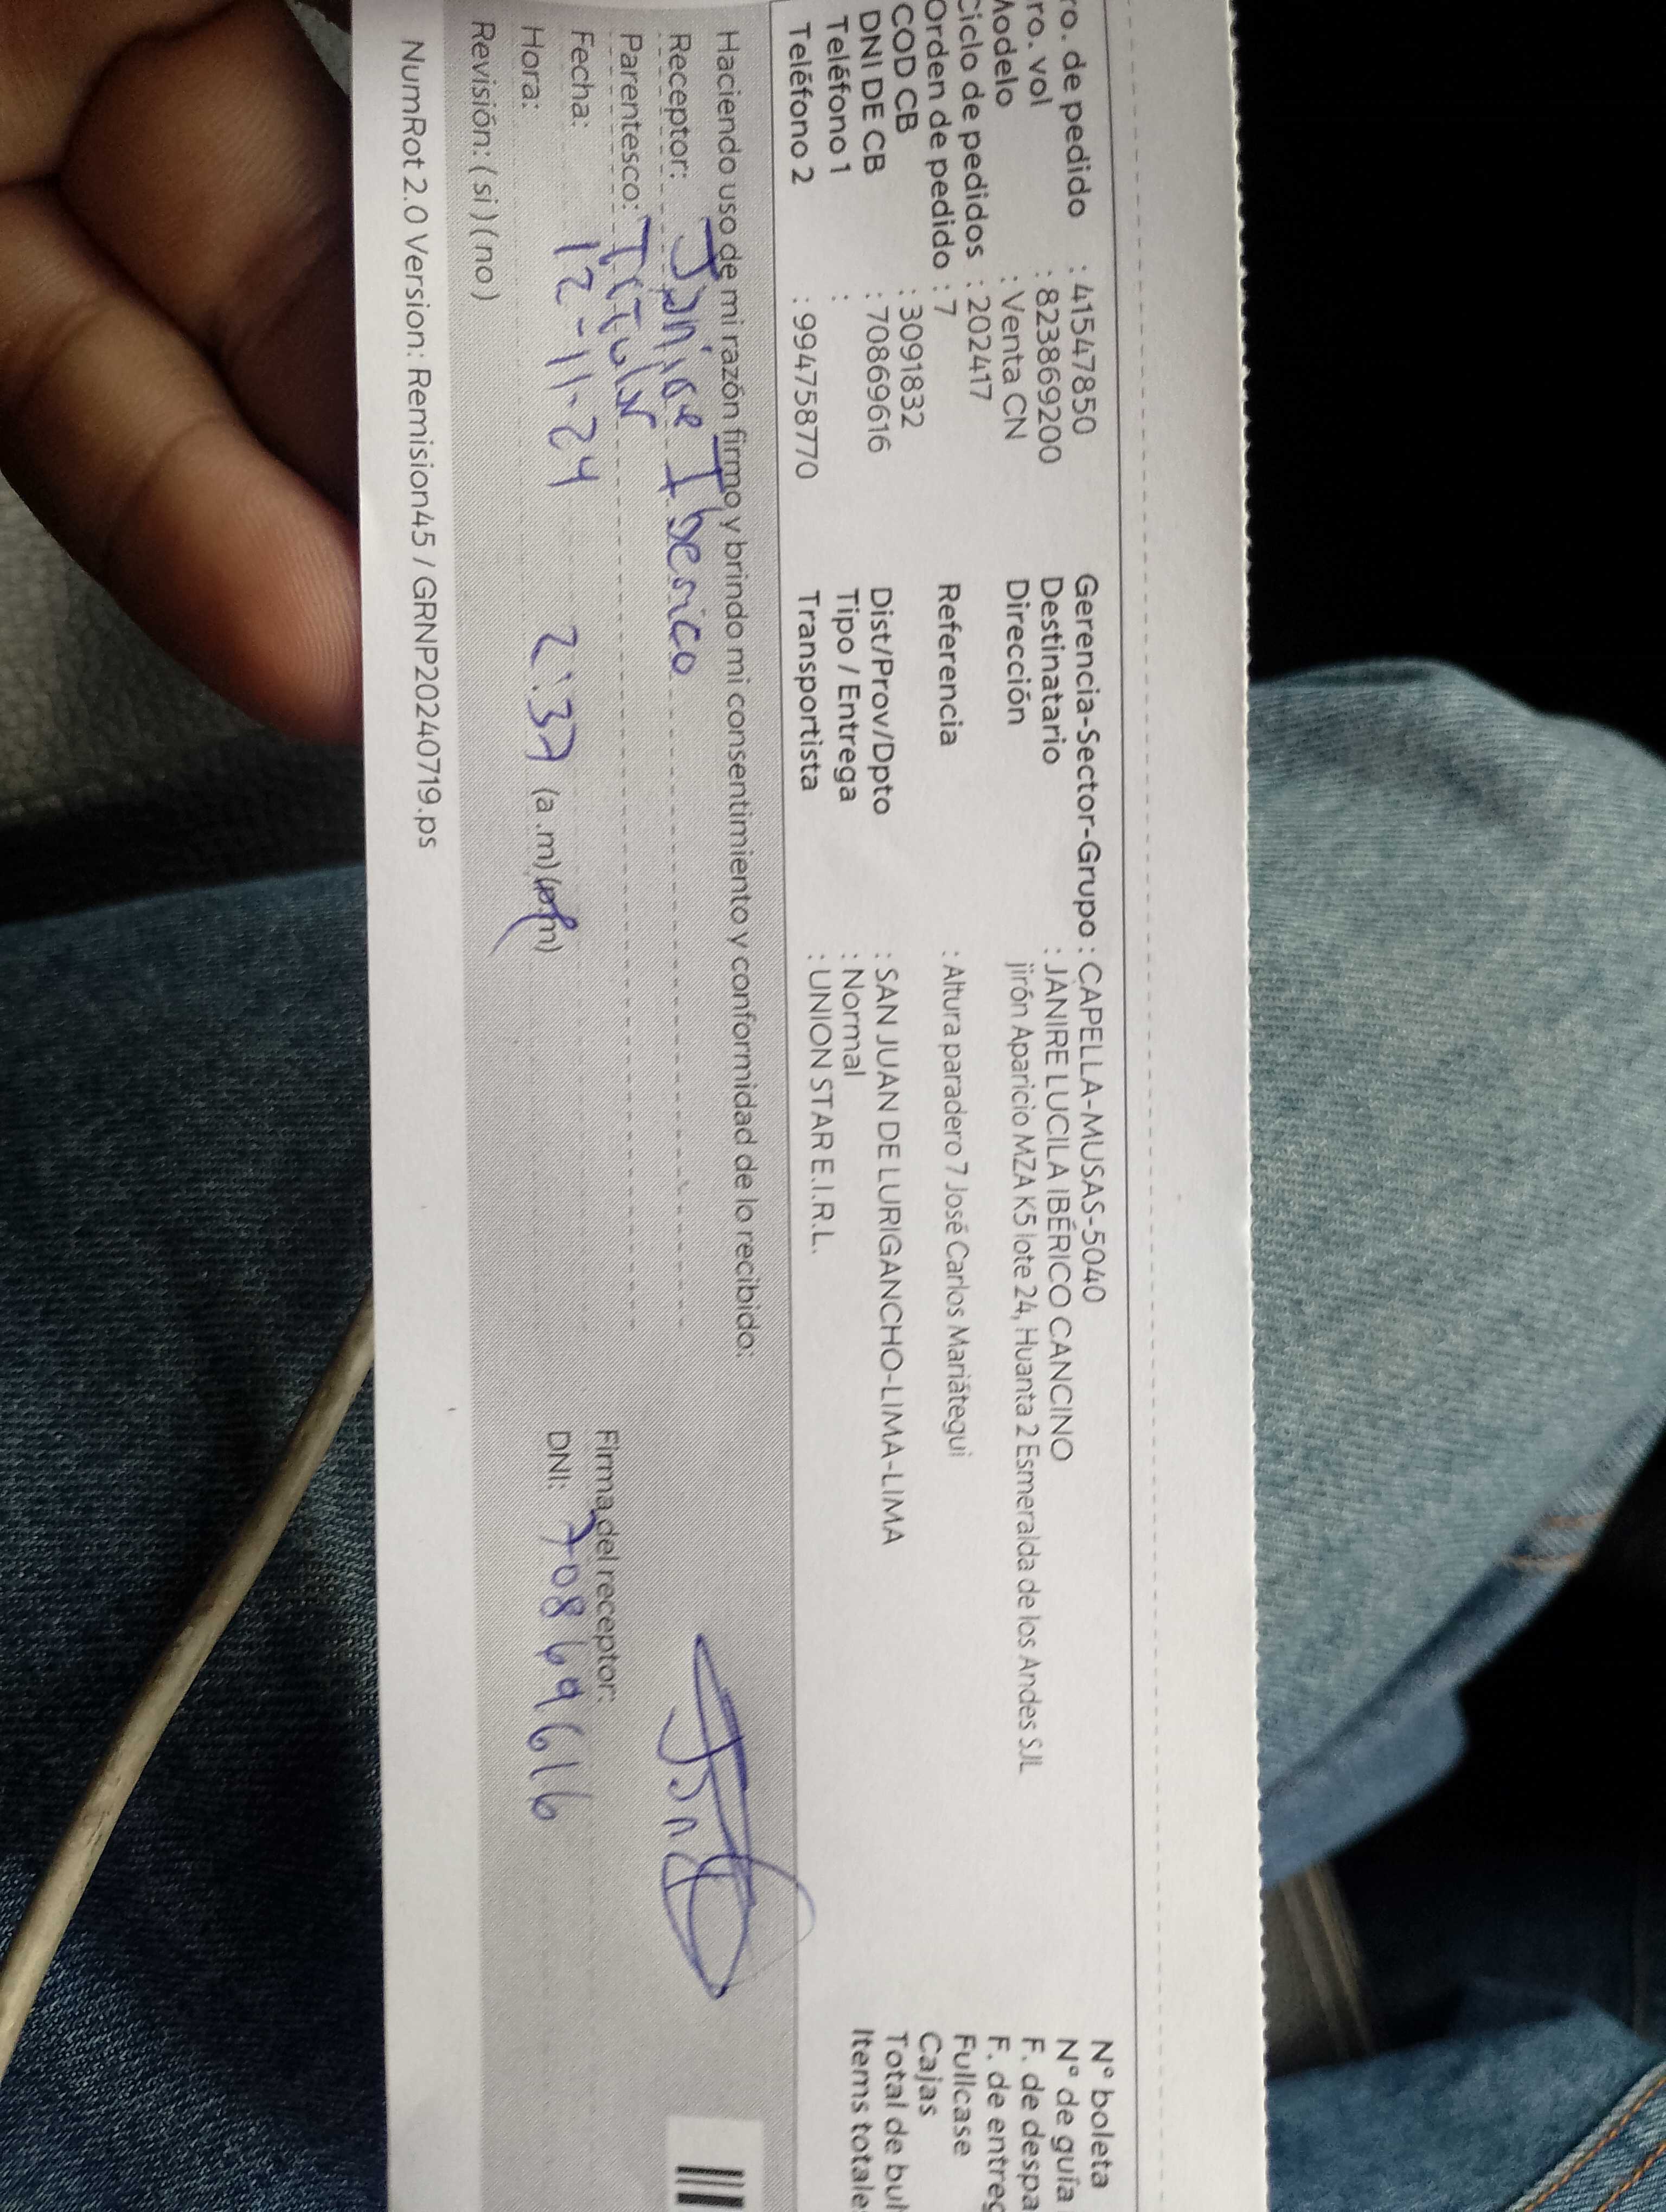 ro. de pedido : 41547850
ro. vol : 8238869200
Modelo : Venta CN
Ciclo de pedidos : 202417
Orden de pedido : 7
COD CB : 3091832
DNI DE CB : 70869616
Teléfono 1 :
Teléfono 2 : 994758770
Gerencia-Sector-Grupo : CAPELLA-MUSAS-5040
Destinatario : JANIRE LUCILA IBÉRICO CANCINO
Dirección jirón Aparicio MZA K5 lote 24, Huanta 2 Esmeralda de los Andes SJL
Referencia : Altura paradero 7 José Carlos Mariátegui
Dist/Prov/Dpto : SAN JUAN DE LURIGANCHO-LIMA-LIMA
Tipo / Entrega : Normal
Transportista : UNION STAR E.I.R.L.
N° boleta
N° de guía
F. de despa
F. de entreg
Fullcase
Cajas
Total de bul
Items totale
Haciendo uso de mi razón firmo y brindo mi consentimiento y conformidad de lo recibido:
Receptor: Janire Iberico
Parentesco: Titular
Fecha: 12-11-24
Hora: 2:37 (a.m) (p.m)
Revisión: ( si ) ( no )
Firma del receptor:
DNI: 70869616
NumRot 2.0 Version: Remision45 / GRNP20240719.ps